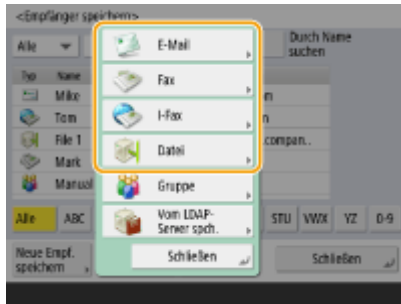 <Empfänger speichern>
Alle
Durch Name
suchen
E-Mail
Fax
I-Fax
Datei
Gruppe
Vom LDAP-
Server spch.
Schließen
Typ Name
Mike
Tom
File 1
.compan..
Mark
Manual
Alle ABC STU VWX YZ 0-9
Neue Empf.
speichern
Schließen